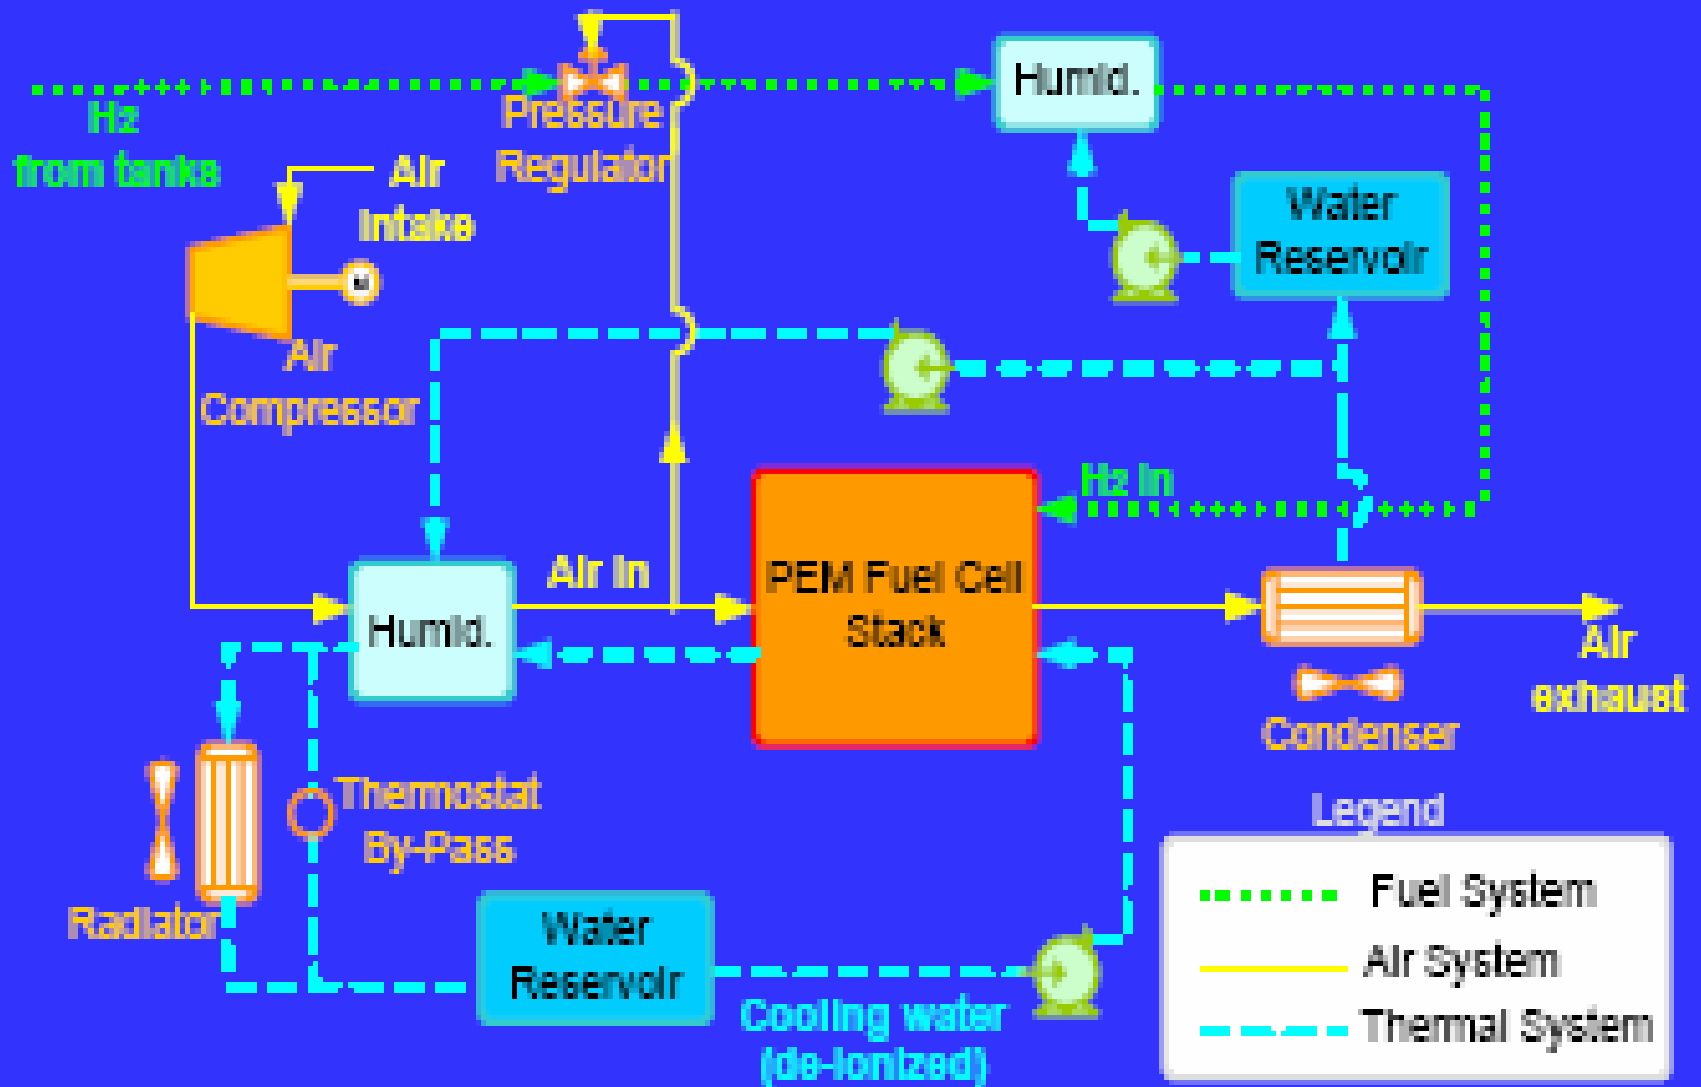 Humid.
H2
from tanks
Pressure
Regulator
Air
Intake
Water
Reservoir
M
Air
Compressor
H2 In
Air In
PEM Fuel Cell
Stack
Humid.
Air
exhaust
Condenser
Thermostat
By-Pass
Radiator
Water
Reservoir
Cooling water
(de-ionized)
Legend
Fuel System
Air System
Thermal System